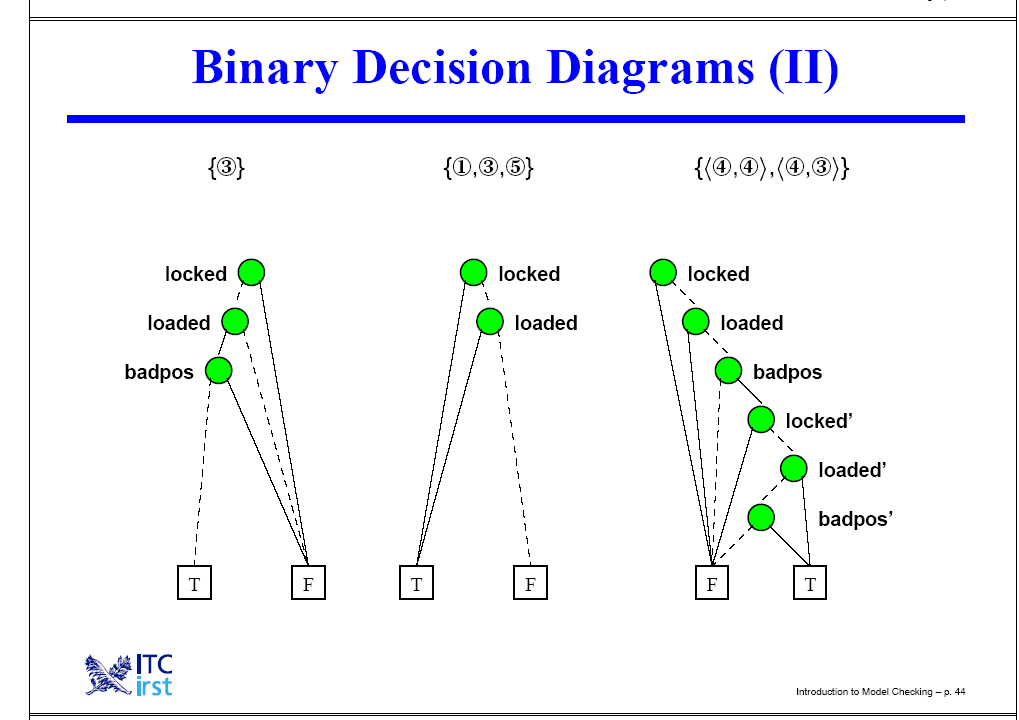 Binary Decision Diagrams (II)
{③} {①,③,⑤} {⟨④,④⟩,⟨④,③⟩}
locked locked locked
loaded loaded loaded
badpos badpos
locked’
loaded’
badpos’
T F T F F T
ITC
irst
Introduction to Model Checking – p. 44